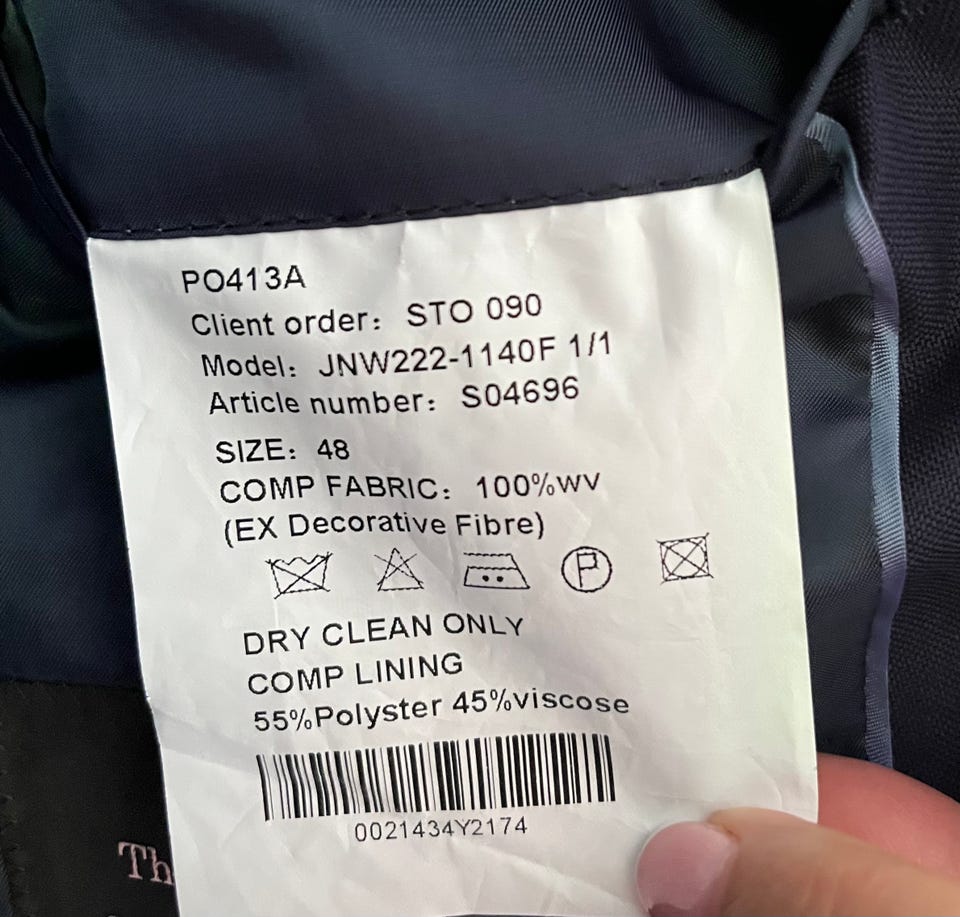 PO413A
Client order: STO 090
Model: JNW222-1140F 1/1
Article number: S04696
SIZE: 48
COMP FABRIC: 100%WV
(EX Decorative Fibre)
P
DRY CLEAN ONLY
COMP LINING
55%Polyster 45%viscose
0021434Y2174